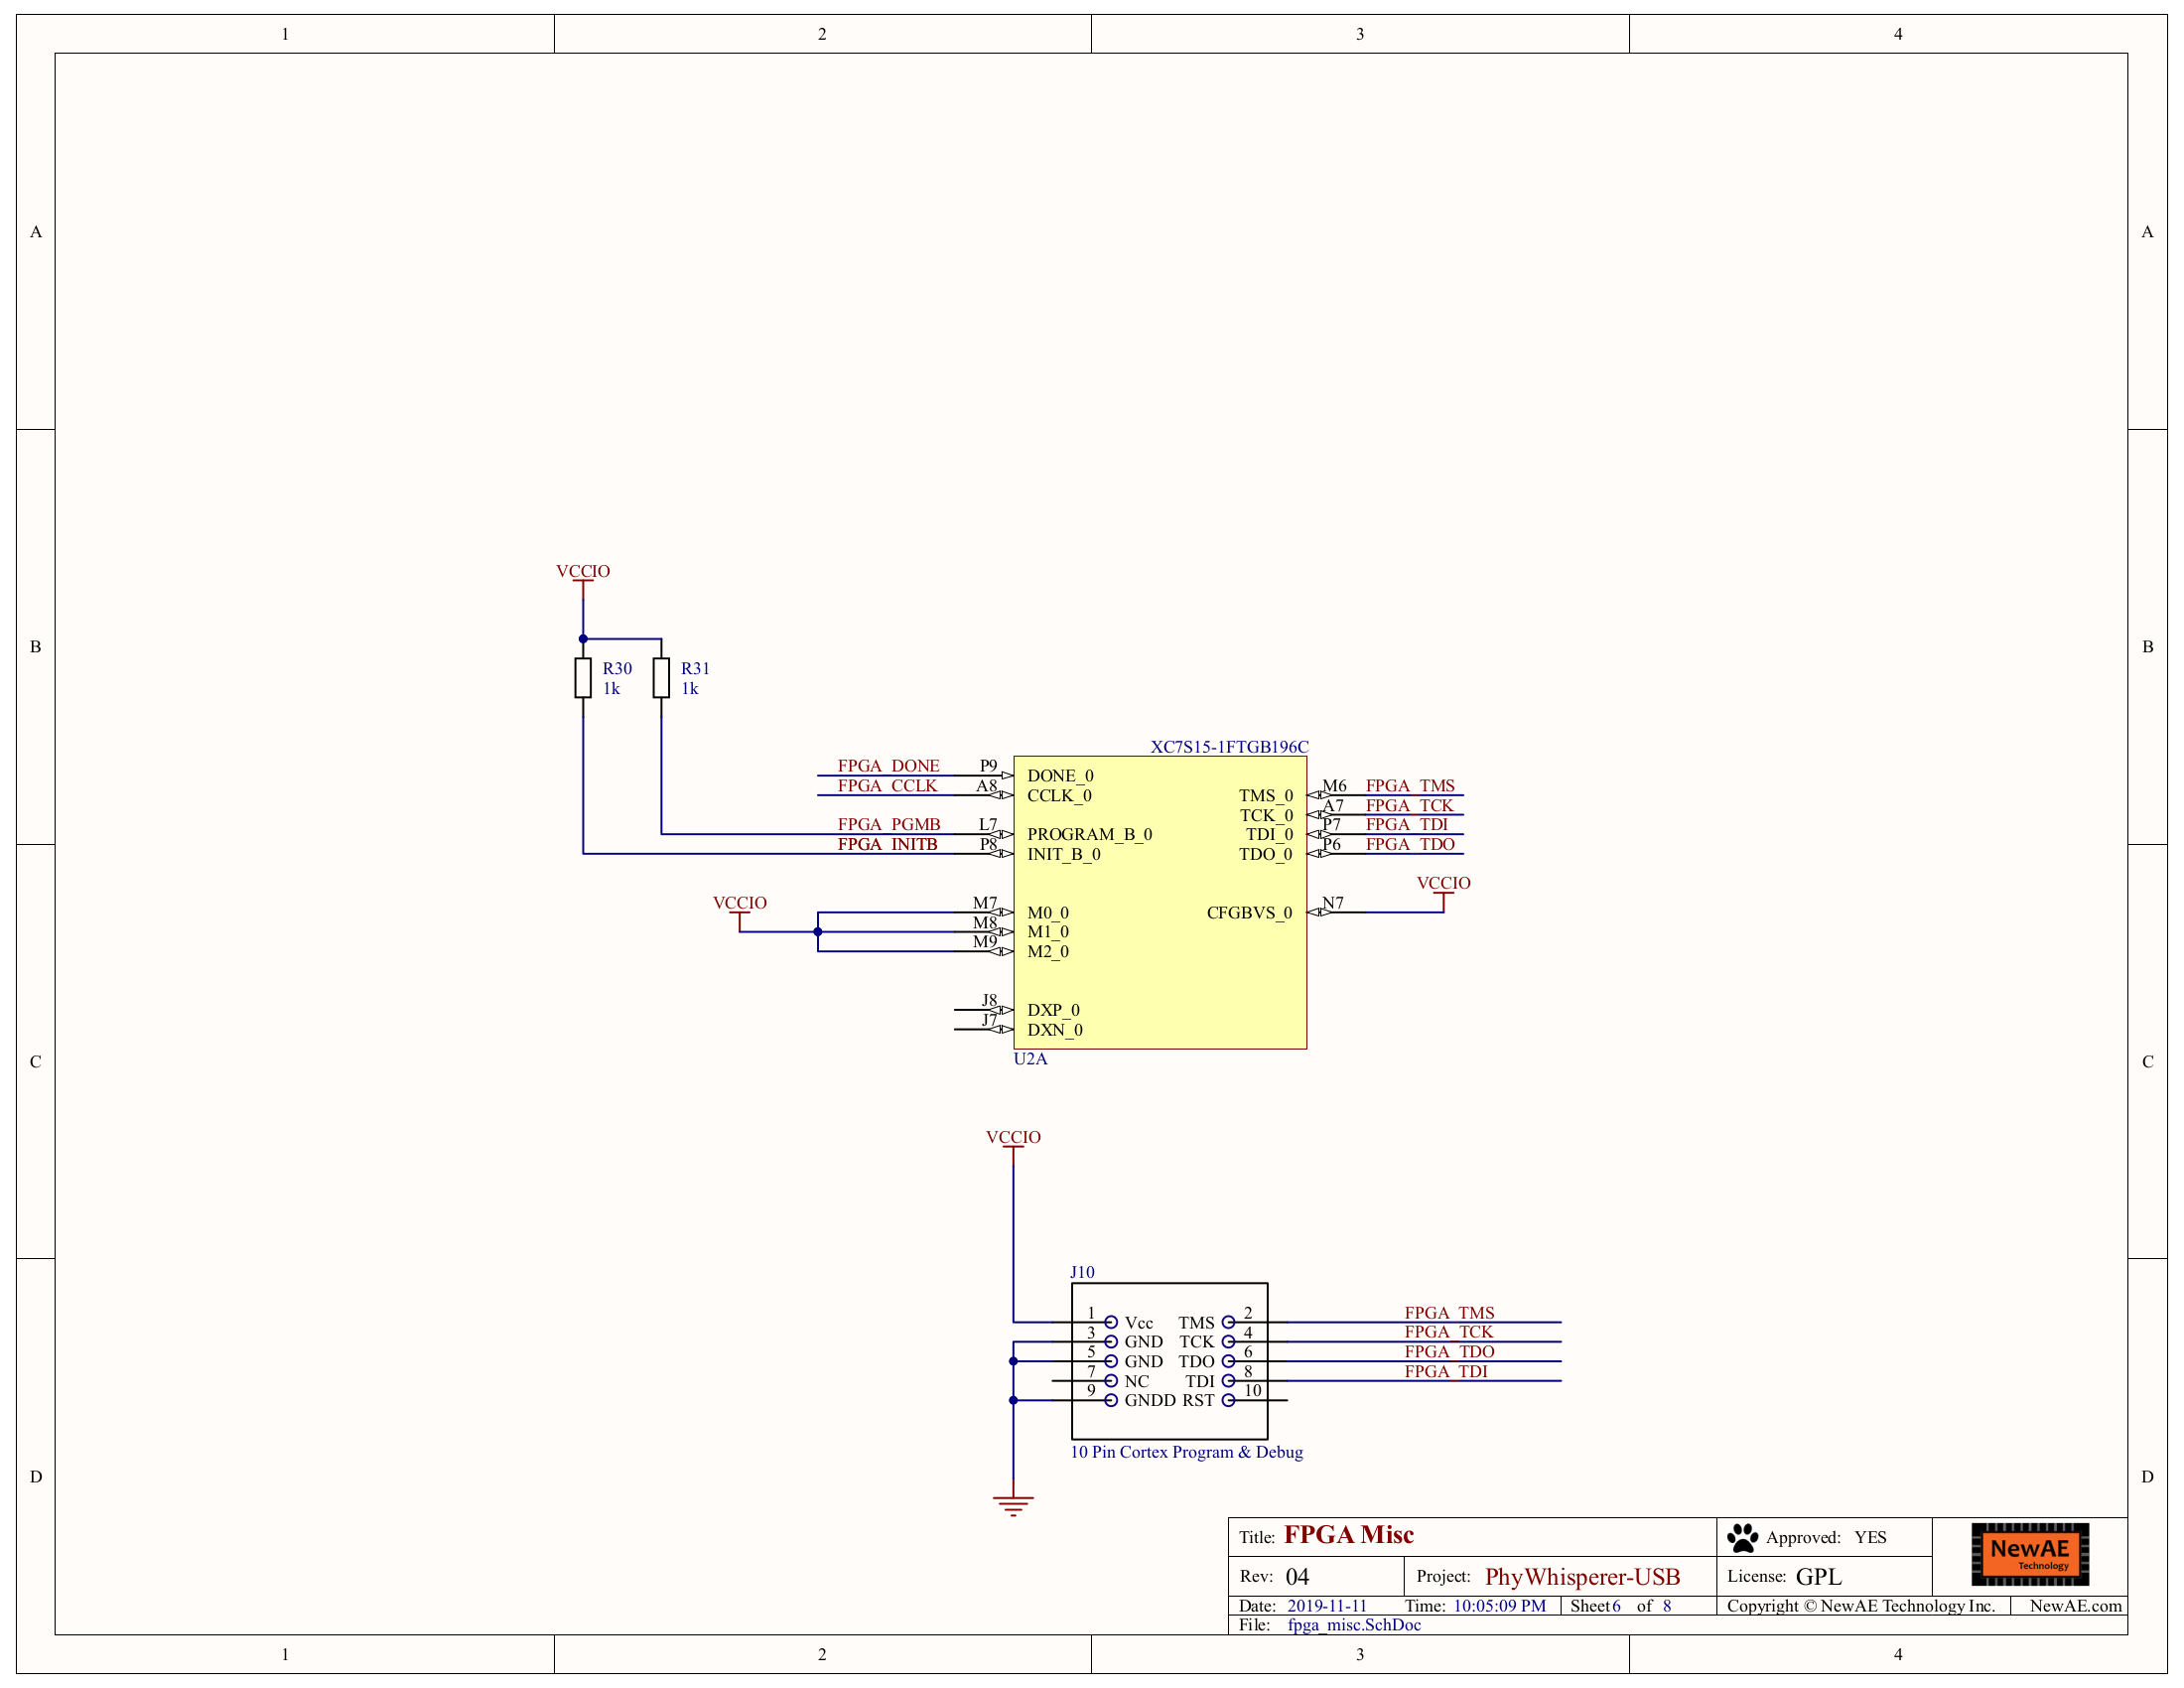 1 2 3 4
A A
VCCIO
B B
R30 R31
1k 1k
XC7S15-1FTGB196C
FPGA_DONE P9 DONE_0
FPGA_CCLK A8 CCLK_0 TMS_0 M6 FPGA_TMS
TCK_0 A7 FPGA_TCK
FPGA_PGMB L7 PROGRAM_B_0 TDI_0 P7 FPGA_TDI
FPGA_INITB P8 INIT_B_0 TDO_0 P6 FPGA_TDO
VCCIO
VCCIO
M7 M0_0 CFGBVS_0 N7
M8 M1_0
M9 M2_0
J8 DXP_0
J7 DXN_0
U2A
C C
VCCIO
J10
1 Vcc TMS 2 FPGA_TMS
3 GND TCK 4 FPGA_TCK
5 GND TDO 6 FPGA_TDO
7 NC TDI 8 FPGA_TDI
9 GNDD RST 10
10 Pin Cortex Program & Debug
D D
Title: FPGA Misc Approved: YES
NewAE
Technology
Rev: 04 Project: PhyWhisperer-USB License: GPL
Date: 2019-11-11 Time: 10:05:09 PM Sheet 6 of 8 Copyright © NewAE Technology Inc. NewAE.com
File: fpga_misc.SchDoc
1 2 3 4